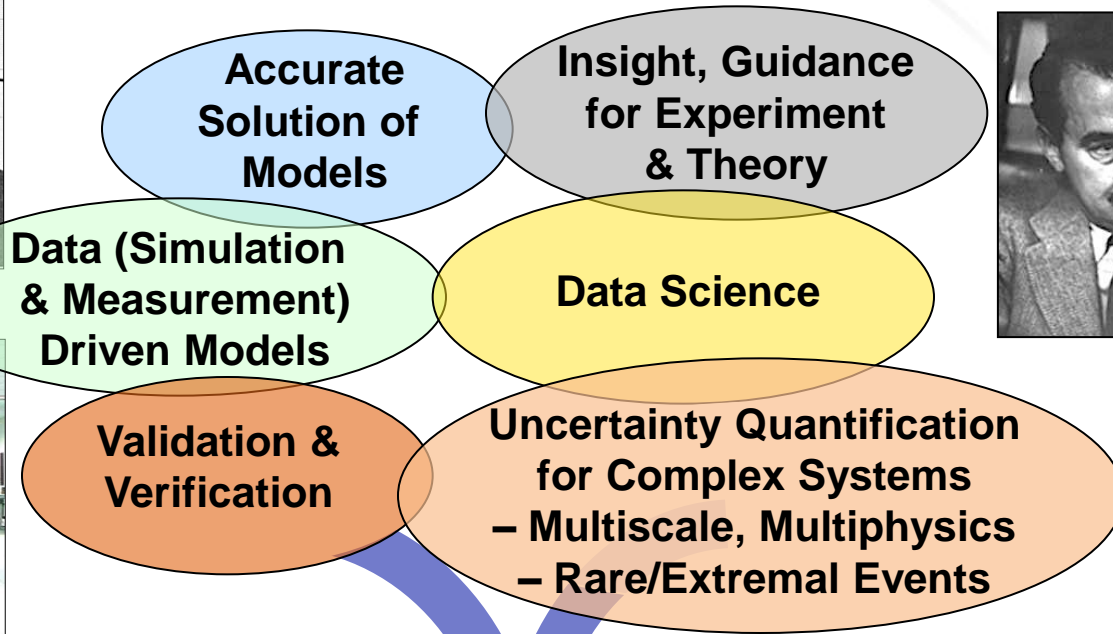 Accurate
Solution of
Models
Insight, Guidance
for Experiment
& Theory
Data (Simulation
& Measurement)
Driven Models
Data Science
Validation &
Verification
Uncertainty Quantification
for Complex Systems
– Multiscale, Multiphysics
– Rare/Extremal Events